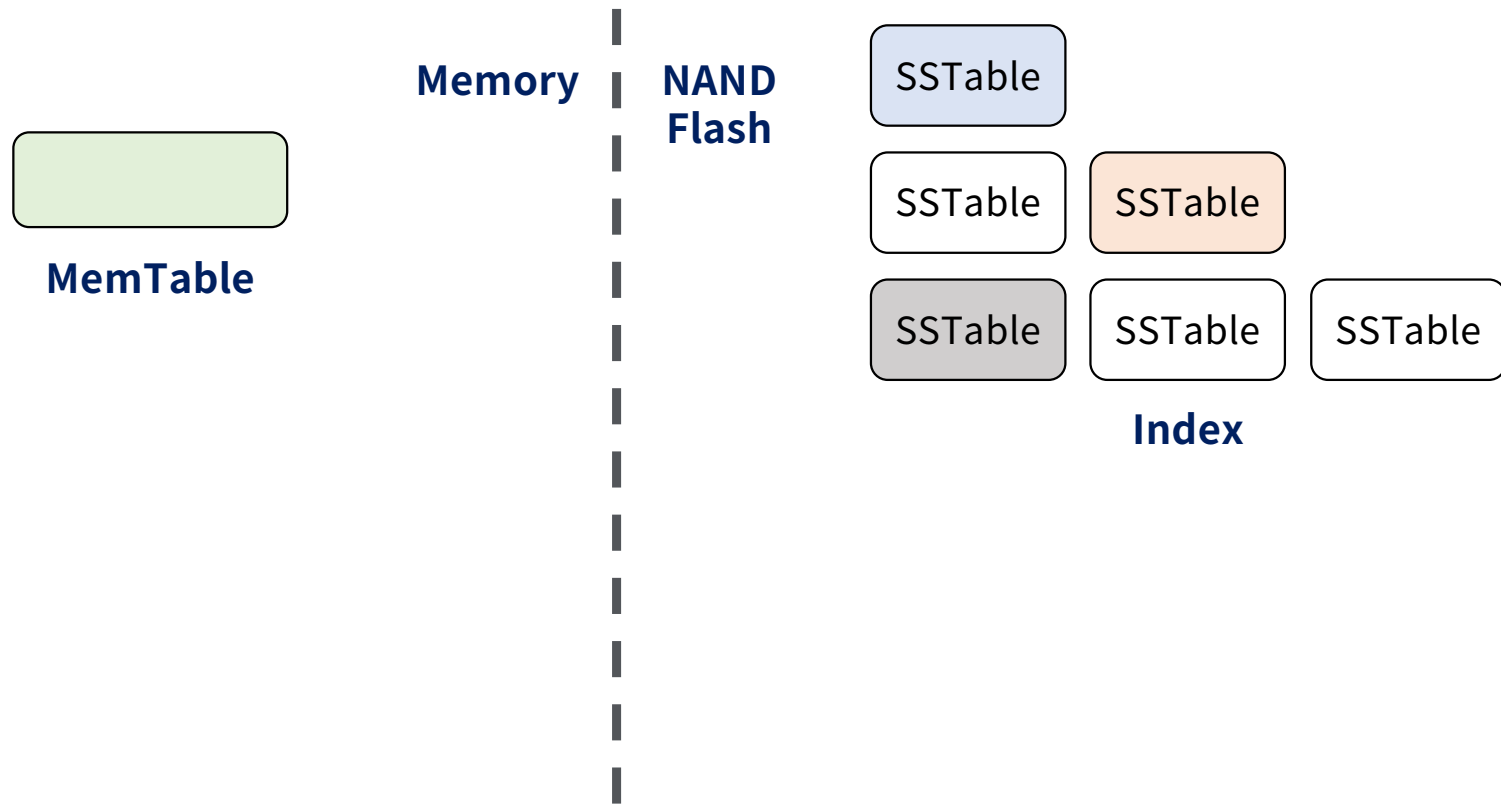 Memory
NAND
Flash
MemTable
SSTable
SSTable
SSTable
SSTable
SSTable
SSTable
Index